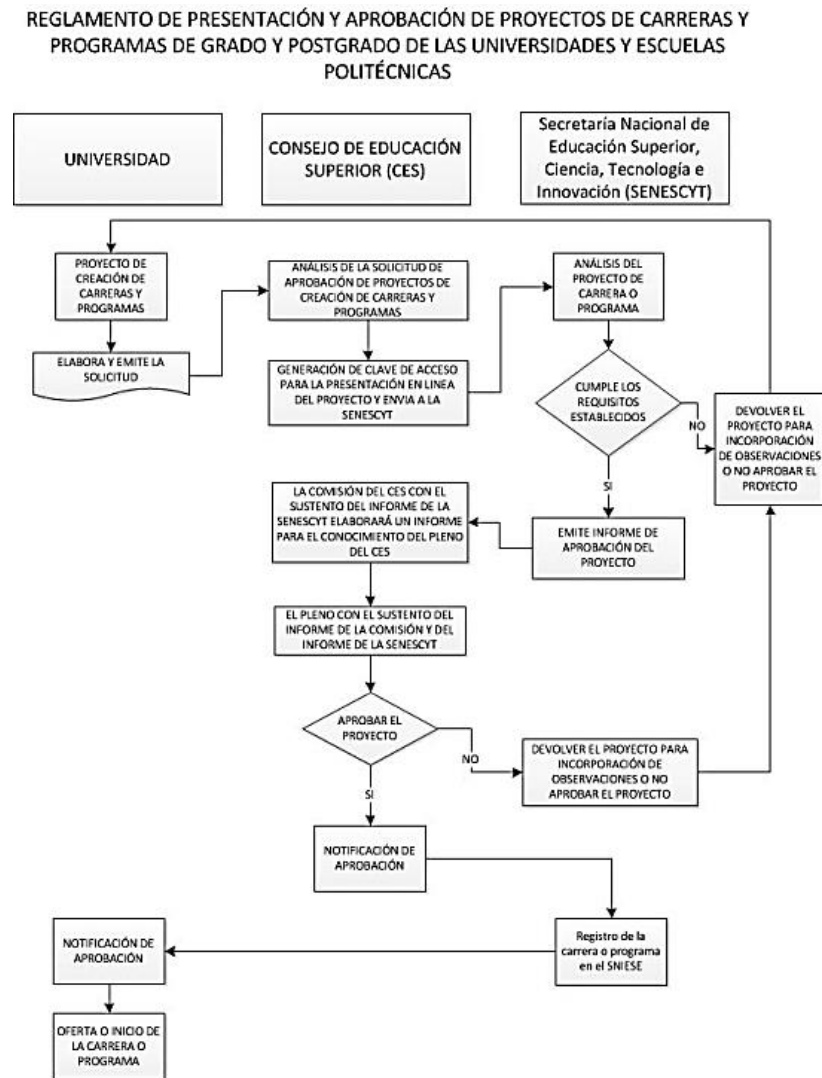 REGLAMENTO DE PRESENTACIÓN Y APROBACIÓN DE PROYECTOS DE CARRERAS Y
PROGRAMAS DE GRADO Y POSTGRADO DE LAS UNIVERSIDADES Y ESCUELAS
POLITÉCNICAS
UNIVERSIDAD
CONSEJO DE EDUCACIÓN
SUPERIOR (CES)
Secretaría Nacional de
Educación Superior,
Ciencia, Tecnología e
Innovación (SENESCYT)
PROYECTO DE
CREACIÓN DE
CARRERAS Y
PROGRAMAS
ELABORA Y EMITE LA
SOLICITUD
ANÁLISIS DE LA SOLICITUD DE
APROBACIÓN DE PROYECTOS DE
CREACIÓN DE CARRERAS Y
PROGRAMAS
GENERACIÓN DE CLAVE DE ACCESO
PARA LA PRESENTACIÓN EN LINEA
DEL PROYECTO Y ENVIA A LA
SENESCYT
ANÁLISIS DEL
PROYECTO DE
CARRERA O
PROGRAMA
CUMPLE LOS
REQUISITOS
ESTABLECIDOS
NO
DEVOLVER EL
PROYECTO PARA
INCORPORACIÓN
DE OBSERVACIONES
O NO APROBAR EL
PROYECTO
SI
EMITE INFORME DE
APROBACIÓN DEL
PROYECTO
LA COMISIÓN DEL CES CON EL
SUSTENTO DEL INFORME DE LA
SENESCYT ELABORARÁ UN INFORME
PARA EL CONOCIMIENTO DEL PLENO
DEL CES
EL PLENO CON EL SUSTENTO DEL
INFORME DE LA COMISIÓN Y DEL
INFORME DE LA SENESCYT
APROBAR EL
PROYECTO
NO
DEVOLVER EL PROYECTO PARA
INCORPORACIÓN DE
OBSERVACIONES O NO
APROBAR EL PROYECTO
SI
NOTIFICACIÓN DE
APROBACIÓN
Registro de la
carrera o programa
en el SNIESE
NOTIFICACIÓN DE
APROBACIÓN
OFERTA O INICIO DE
LA CARRERA O
PROGRAMA